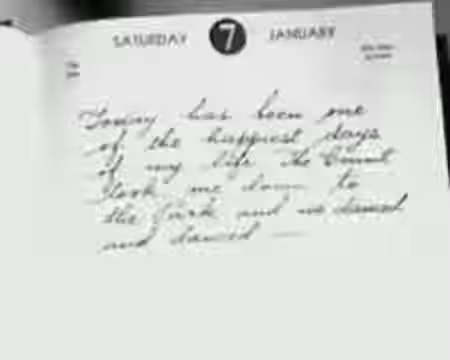 SATURDAY 7 JANUARY
Today has been one
of the happiest days
of my life The Count
took me down to
the Park and we danced
and danced —